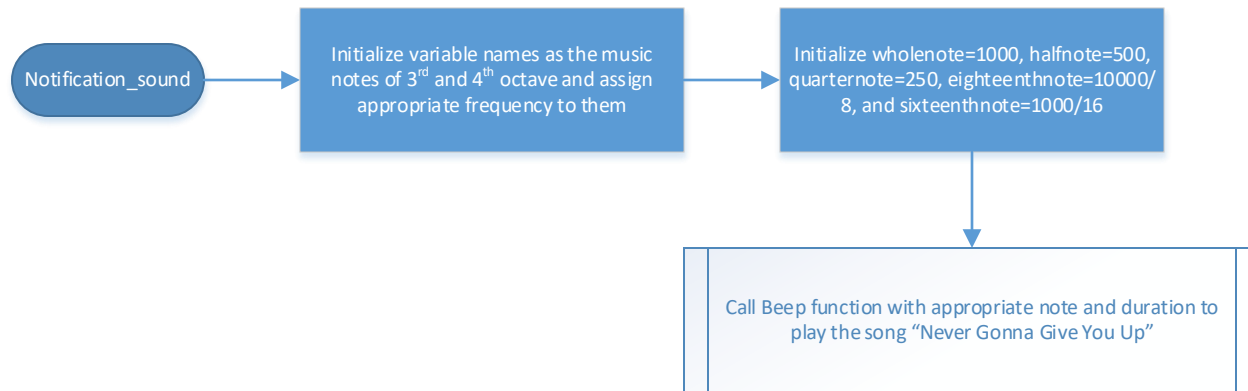 Notification_sound
Initialize variable names as the music
notes of 3rd and 4th octave and assign
appropriate frequency to them
Initialize wholenote=1000, halfnote=500,
quarternote=250, eighteenthnote=10000/
8, and sixteenthnote=1000/16
Call Beep function with appropriate note and duration to
play the song “Never Gonna Give You Up”